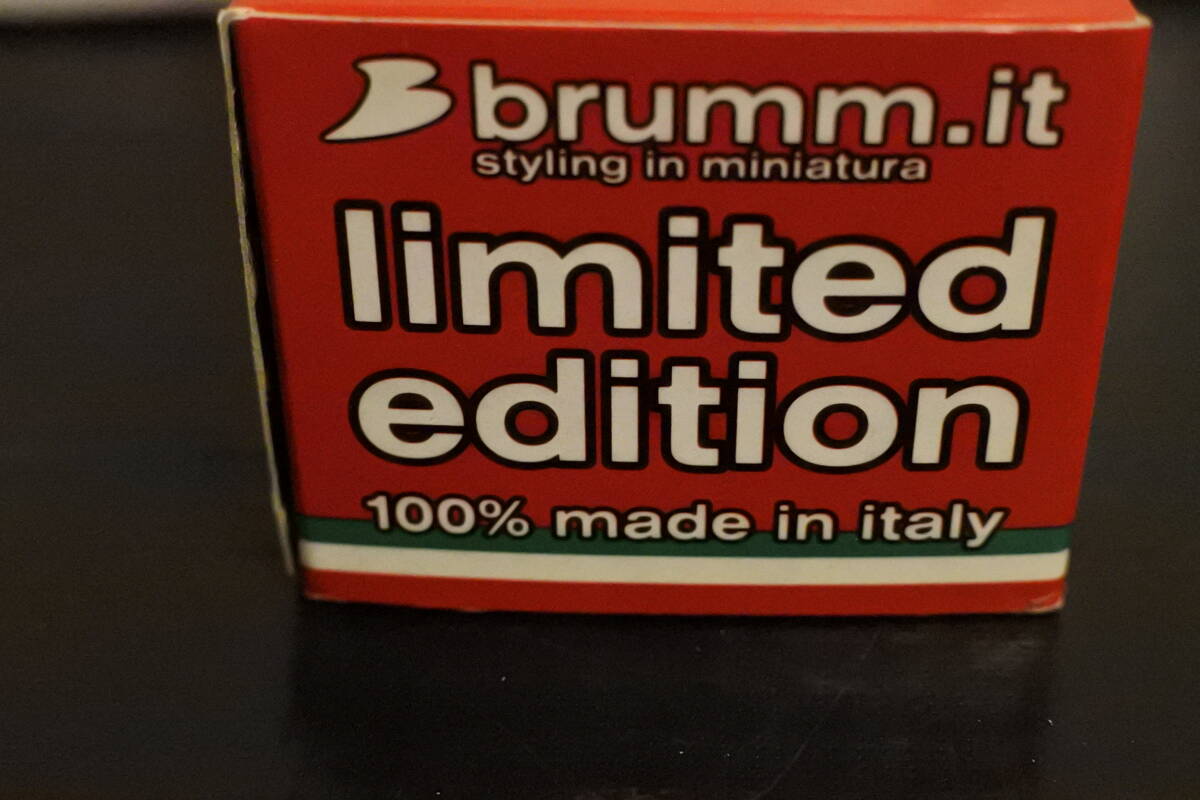 brumm.it
styling in miniatura
limited
edition
100% made in italy